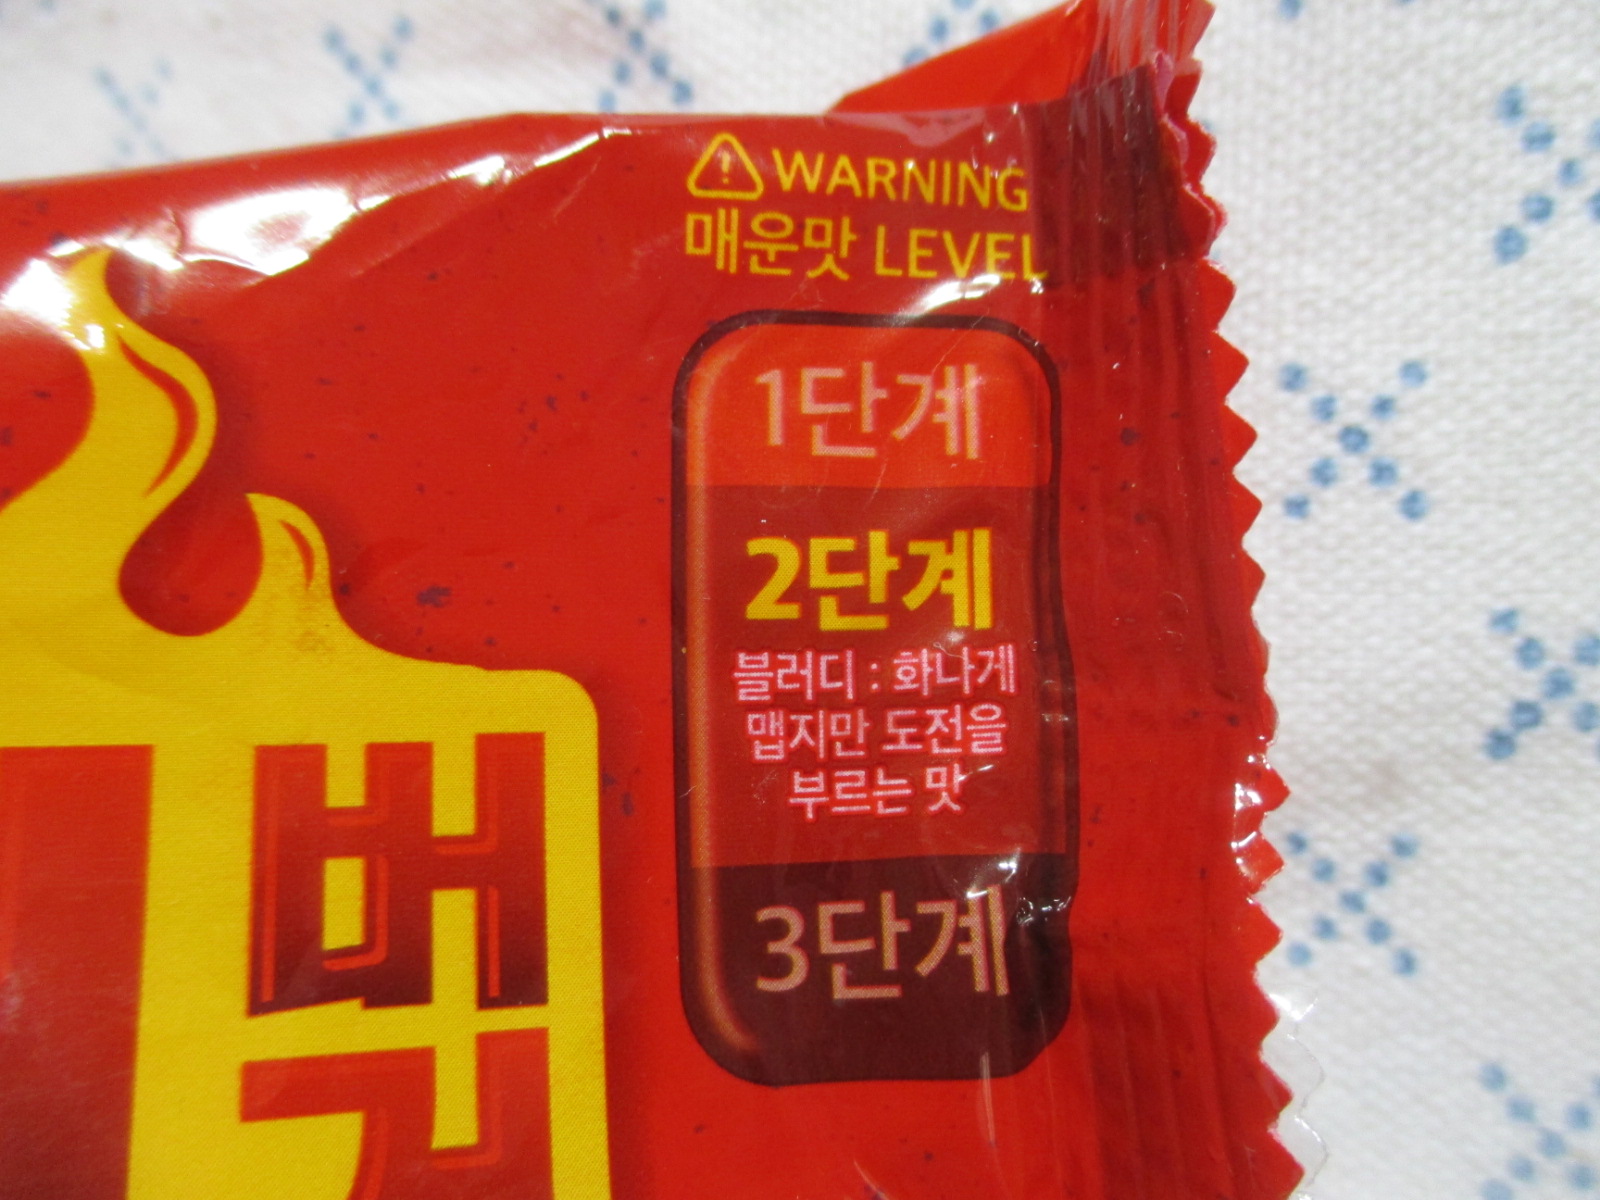 WARNING
매운맛 LEVEL
1단계
2단계
블러디 : 화나게
맵지만 도전을
부르는 맛
3단계
벅